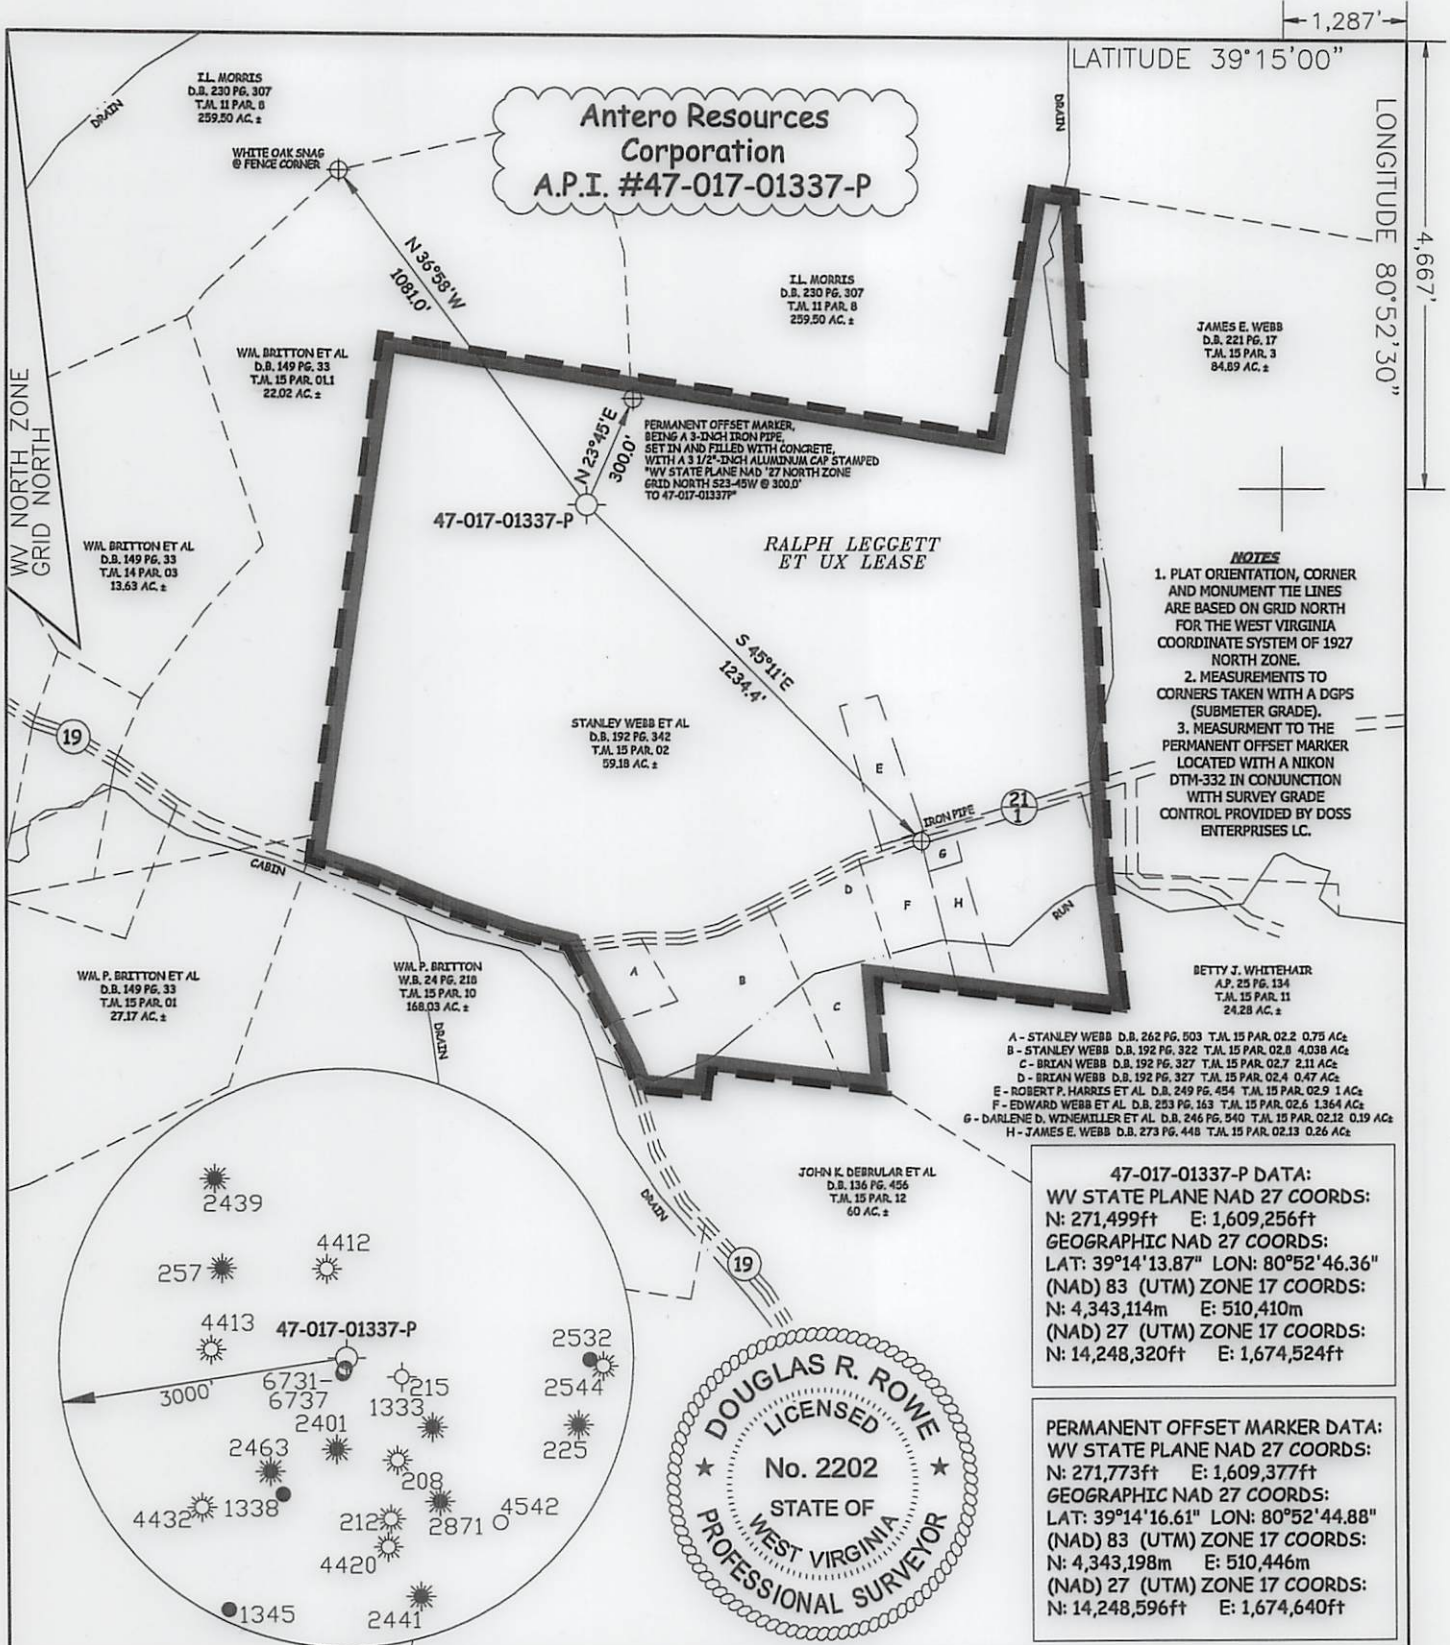 1,287'
LATITUDE 39°15'00"
LONGITUDE 80°52'30"
4,667'
I.L. MORRIS
D.B. 230 PG. 307
T.M. 11 PAR. 8
259.50 AC. ±
DRAIN
WHITE OAK SNAG
@ FENCE CORNER
Antero Resources
Corporation
A.P.I. #47-017-01337-P
DRAIN
N 36°58'W
1081.0'
I.L. MORRIS
D.B. 230 PG. 307
T.M. 11 PAR. 8
259.50 AC. ±
JAMES E. WEBB
D.B. 221 PG. 17
T.M. 15 PAR. 3
84.89 AC. ±
WV NORTH ZONE
GRID NORTH
WM. BRITTON ET AL
D.B. 149 PG. 33
T.M. 15 PAR. 01.1
22.02 AC. ±
N 23°45'E
300.0'
PERMANENT OFFSET MARKER,
BEING A 3-INCH IRON PIPE,
SET IN AND FILLED WITH CONCRETE,
WITH A 3 1/2"-INCH ALUMINUM CAP STAMPED
"WV STATE PLANE NAD '27 NORTH ZONE
GRID NORTH S23-45W @ 300.0'
TO 47-017-01337P"
47-017-01337-P
RALPH LEGGETT
ET UX LEASE
WM. BRITTON ET AL
D.B. 149 PG. 33
T.M. 14 PAR. 03
13.63 AC. ±
NOTES
1. PLAT ORIENTATION, CORNER
AND MONUMENT TIE LINES
ARE BASED ON GRID NORTH
FOR THE WEST VIRGINIA
COORDINATE SYSTEM OF 1927
NORTH ZONE.
2. MEASUREMENTS TO
CORNERS TAKEN WITH A DGPS
(SUBMETER GRADE).
3. MEASURMENT TO THE
PERMANENT OFFSET MARKER
LOCATED WITH A NIKON
DTM-332 IN CONJUNCTION
WITH SURVEY GRADE
CONTROL PROVIDED BY DOSS
ENTERPRISES LC.
S 45°11'E
1234.4'
STANLEY WEBB ET AL
D.B. 192 PG. 342
T.M. 15 PAR. 02
59.18 AC. ±
19
E
IRON PIPE
21
1
G
CABIN
D
F
H
RUN
A
B
C
WM. P. BRITTON ET AL
D.B. 149 PG. 33
T.M. 15 PAR. 01
27.17 AC. ±
WM. P. BRITTON
W.B. 24 PG. 218
T.M. 15 PAR. 10
168.03 AC. ±
DRAIN
BETTY J. WHITEHAIR
A.P. 25 PG. 134
T.M. 15 PAR. 11
24.28 AC. ±
A - STANLEY WEBB D.B. 262 PG. 503 T.M. 15 PAR. 02.2 0.75 AC±
B - STANLEY WEBB D.B. 192 PG. 322 T.M. 15 PAR. 02.8 4.038 AC±
C - BRIAN WEBB D.B. 192 PG. 327 T.M. 15 PAR. 02.7 2.11 AC±
D - BRIAN WEBB D.B. 192 PG. 327 T.M. 15 PAR. 02.4 0.47 AC±
E - ROBERT P. HARRIS ET AL D.B. 249 PG. 454 T.M. 15 PAR. 02.9 1 AC±
F - EDWARD WEBB ET AL D.B. 253 PG. 163 T.M. 15 PAR. 02.6 1.364 AC±
G - DARLENE D. WINEMILLER ET AL D.B. 246 PG. 540 T.M. 15 PAR. 02.12 0.19 AC±
H - JAMES E. WEBB D.B. 273 PG. 448 T.M. 15 PAR. 02.13 0.26 AC±
JOHN K. DEBRULAR ET AL
D.B. 136 PG. 456
T.M. 15 PAR. 12
60 AC. ±
DRAIN
19
2439
4412
257
4413
47-017-01337-P
2532
3000'
6731-
6737
215
2544
1333
2401
225
2463
208
1338
4432
212
2871
4542
4420
1345
2441
DOUGLAS R. ROWE
LICENSED
No. 2202
STATE OF
WEST VIRGINIA
PROFESSIONAL SURVEYOR
47-017-01337-P DATA:
WV STATE PLANE NAD 27 COORDS:
N: 271,499ft E: 1,609,256ft
GEOGRAPHIC NAD 27 COORDS:
LAT: 39°14'13.87" LON: 80°52'46.36"
(NAD) 83 (UTM) ZONE 17 COORDS:
N: 4,343,114m E: 510,410m
(NAD) 27 (UTM) ZONE 17 COORDS:
N: 14,248,320ft E: 1,674,524ft
PERMANENT OFFSET MARKER DATA:
WV STATE PLANE NAD 27 COORDS:
N: 271,773ft E: 1,609,377ft
GEOGRAPHIC NAD 27 COORDS:
LAT: 39°14'16.61" LON: 80°52'44.88"
(NAD) 83 (UTM) ZONE 17 COORDS:
N: 4,343,198m E: 510,446m
(NAD) 27 (UTM) ZONE 17 COORDS:
N: 14,248,596ft E: 1,674,640ft